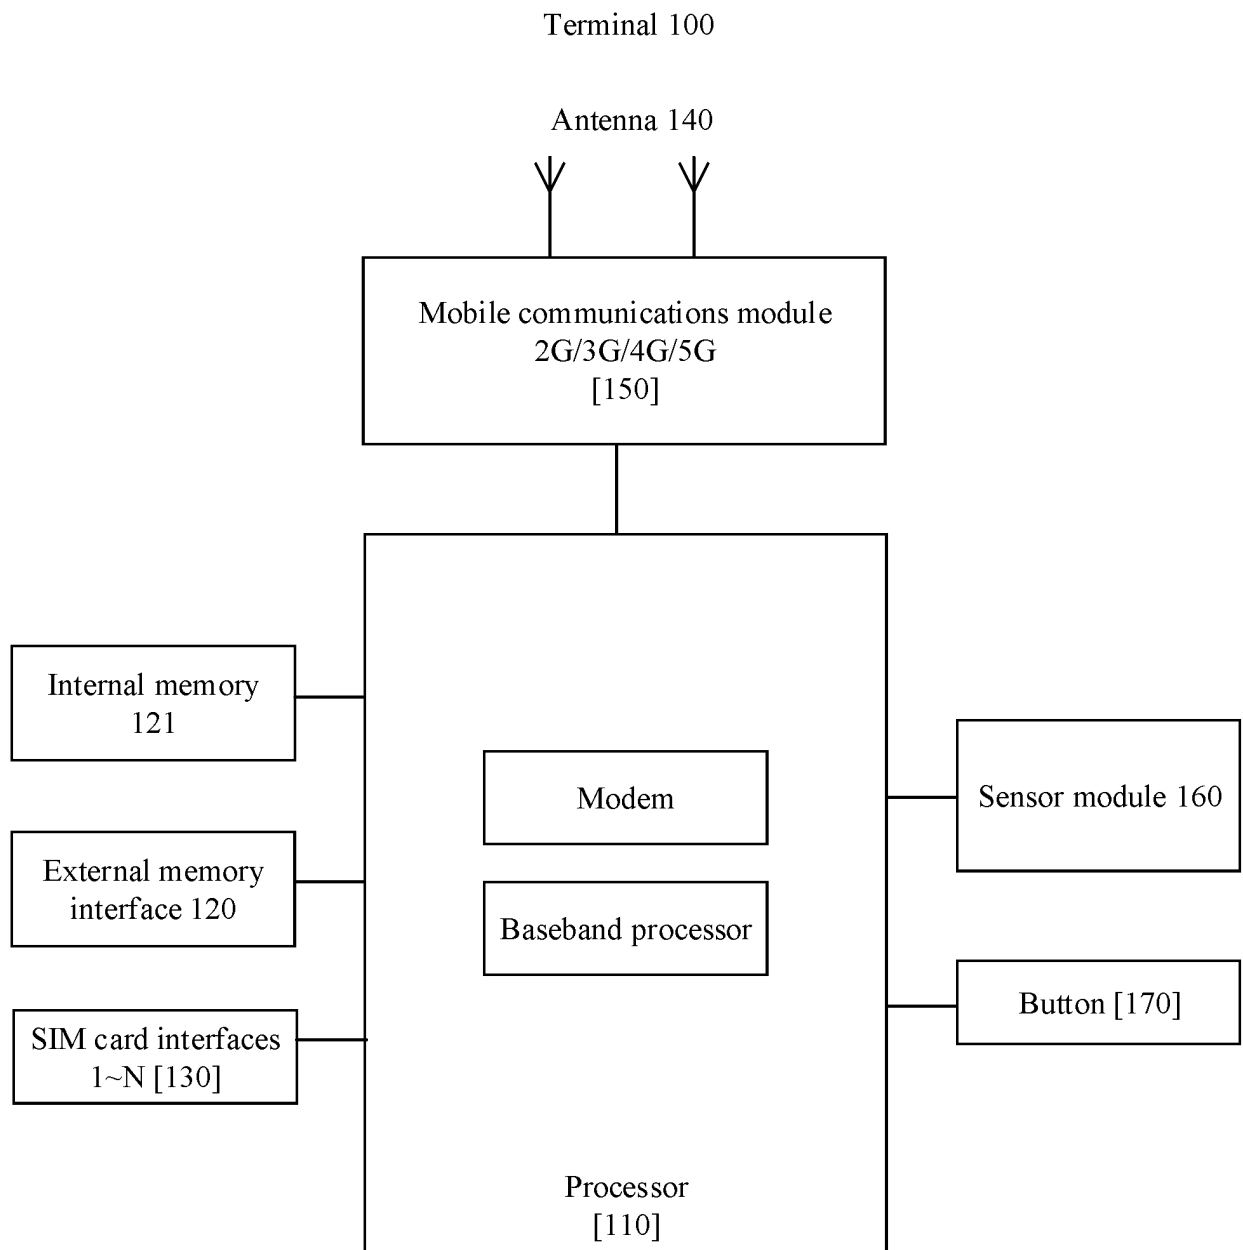 Terminal 100
Antenna 140
Mobile communications module
2G/3G/4G/5G
[150]
Internal memory
121
External memory
interface 120
SIM card interfaces
1~N [130]
Modem
Baseband processor
Sensor module 160
Button [170]
Processor
[110]